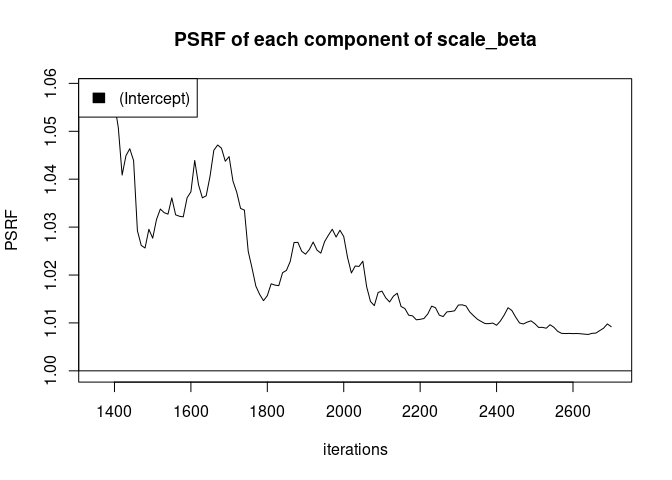 PSRF of each component of scale_beta
(Intercept)
PSRF
1.06
1.05
1.04
1.03
1.02
1.01
1.00
1400 1600 1800 2000 2200 2400 2600
iterations